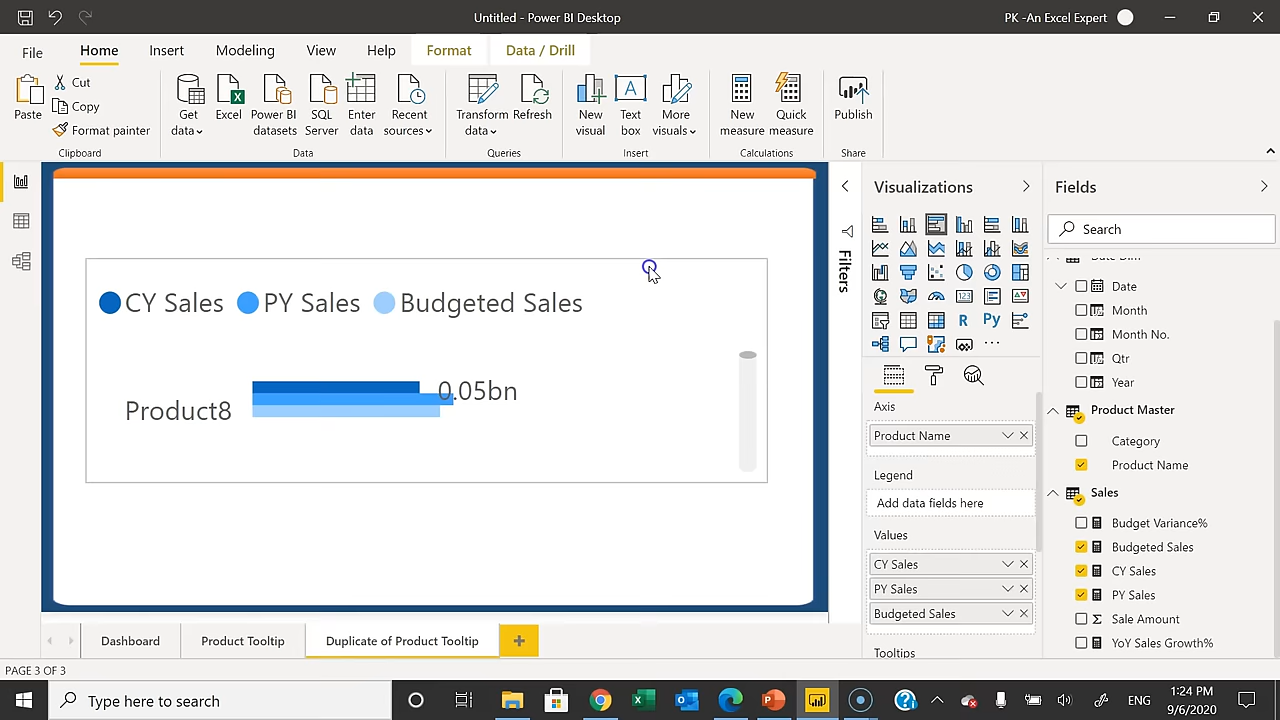 Untitled - Power BI Desktop
PK -An Excel Expert
File
Home
Insert
Modeling
View
Help
Format
Data / Drill
Paste
Cut
Copy
Format painter
Clipboard
Get data
Excel
Power BI datasets
SQL Server
Enter data
Recent sources
Data
Transform data
Refresh
Queries
New visual
Text box
More visuals
Insert
New measure
Quick measure
Calculations
Publish
Share
CY Sales
PY Sales
Budgeted Sales
0.05bn
Product8
Filters
Visualizations
R
Py
Axis
Product Name
Legend
Add data fields here
Values
CY Sales
PY Sales
Budgeted Sales
Tooltips
Fields
Search
Date Dim
Date
Month
Month No.
Qtr
Year
Product Master
Category
Product Name
Sales
Budget Variance%
Budgeted Sales
CY Sales
PY Sales
Sale Amount
YoY Sales Growth%
Dashboard
Product Tooltip
Duplicate of Product Tooltip
PAGE 3 OF 3
Type here to search
ENG
1:24 PM
9/6/2020